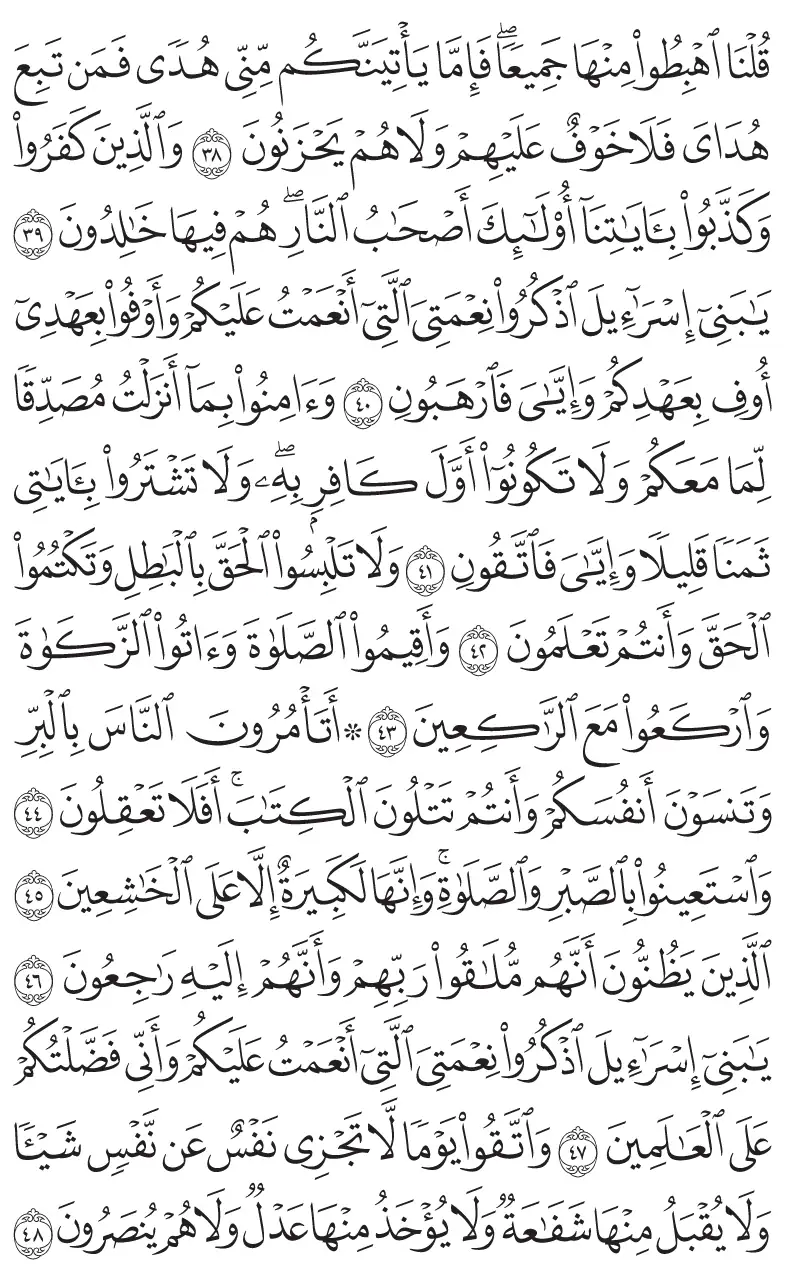 قُلْنَا ٱهْبِطُوا۟ مِنْهَا جَمِيعًۭا ۖ فَإِمَّا يَأْتِيَنَّكُم مِّنِّى هُدًۭى فَمَن تَبِعَ
هُدَاىَ فَلَا خَوْفٌ عَلَيْهِمْ وَلَا هُمْ يَحْزَنُونَ ٣٨ وَٱلَّذِينَ كَفَرُوا۟
وَكَذَّبُوا۟ بِـَٔايَـٰتِنَآ أُو۟لَـٰٓئِكَ أَصْحَـٰبُ ٱلنَّارِ ۖ هُمْ فِيهَا خَـٰلِدُونَ ٣٩
يَـٰبَنِىٓ إِسْرَـٰٓءِيلَ ٱذْكُرُوا۟ نِعْمَتِىَ ٱلَّتِىٓ أَنْعَمْتُ عَلَيْكُمْ وَأَوْفُوا۟ بِعَهْدِىٓ
أُوفِ بِعَهْدِكُمْ وَإِيَّـٰىَ فَٱرْهَبُونِ ٤٠ وَءَامِنُوا۟ بِمَآ أَنزَلْتُ مُصَدِّقًۭا
لِّمَا مَعَكُمْ وَلَا تَكُونُوٓا۟ أَوَّلَ كَافِرٍۭ بِهِۦ ۖ وَلَا تَشْتَرُوا۟ بِـَٔايَـٰتِى
ثَمَنًۭا قَلِيلًۭا وَإِيَّـٰىَ فَٱتَّقُونِ ٤١ وَلَا تَلْبِسُوا۟ ٱلْحَقَّ بِٱلْبَـٰطِلِ وَتَكْتُمُوا۟
ٱلْحَقَّ وَأَنتُمْ تَعْلَمُونَ ٤٢ وَأَقِيمُوا۟ ٱلصَّلَوٰةَ وَءَاتُوا۟ ٱلزَّكَوٰةَ
وَٱرْكَعُوا۟ مَعَ ٱلرَّٰكِعِينَ ٤٣ ۞ أَتَأْمُرُونَ ٱلنَّاسَ بِٱلْبِرِّ
وَتَنسَوْنَ أَنفُسَكُمْ وَأَنتُمْ تَتْلُونَ ٱلْكِتَـٰبَ ۚ أَفَلَا تَعْقِلُونَ ٤٤
وَٱسْتَعِينُوا۟ بِٱلصَّبْرِ وَٱلصَّلَوٰةِ ۚ وَإِنَّهَا لَكَبِيرَةٌ إِلَّا عَلَى ٱلْخَـٰشِعِينَ ٤٥
ٱلَّذِينَ يَظُنُّونَ أَنَّهُم مُّلَـٰقُوا۟ رَبِّهِمْ وَأَنَّهُمْ إِلَيْهِ رَٰجِعُونَ ٤٦
يَـٰبَنِىٓ إِسْرَـٰٓءِيلَ ٱذْكُرُوا۟ نِعْمَتِىَ ٱلَّتِىٓ أَنْعَمْتُ عَلَيْكُمْ وَأَنِّى فَضَّلْتُكُمْ
عَلَى ٱلْعَـٰلَمِينَ ٤٧ وَٱتَّقُوا۟ يَوْمًۭا لَّا تَجْزِى نَفْسٌ عَن نَّفْسٍۢ شَيْـًۭٔا
وَلَا يُقْبَلُ مِنْهَا شَفَـٰعَةٌۭ وَلَا يُؤْخَذُ مِنْهَا عَدْلٌۭ وَلَا هُمْ يُنصَرُونَ ٤٨